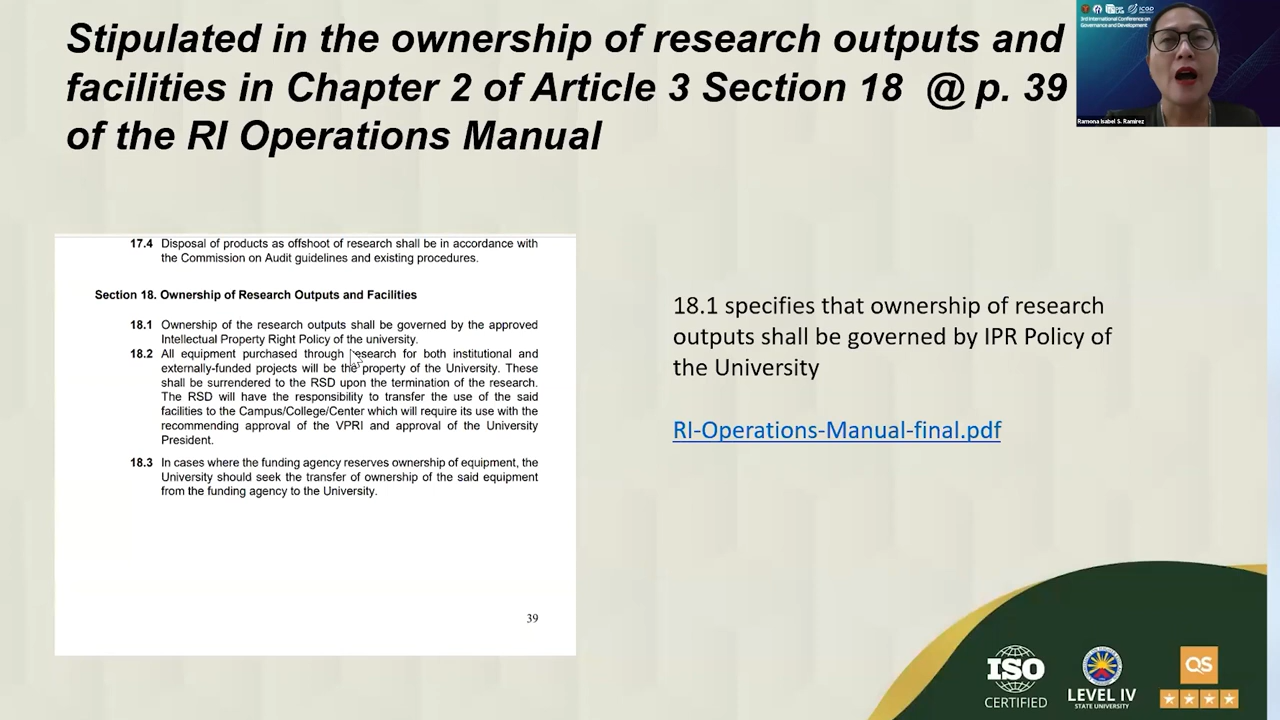 Stipulated in the ownership of research outputs and
facilities in Chapter 2 of Article 3 Section 18 @ p. 39
of the RI Operations Manual
3rd International Conference on
Governance and Development
Ramona Isabel S. Ramirez
17.4 Disposal of products as offshoot of research shall be in accordance with
the Commission on Audit guidelines and existing procedures.
Section 18. Ownership of Research Outputs and Facilities
18.1 Ownership of the research outputs shall be governed by the approved
Intellectual Property Right Policy of the university.
18.2 All equipment purchased through research for both institutional and
externally-funded projects will be the property of the University. These
shall be surrendered to the RSD upon the termination of the research.
The RSD will have the responsibility to transfer the use of the said
facilities to the Campus/College/Center which will require its use with the
recommending approval of the VPRI and approval of the University
President.
18.3 In cases where the funding agency reserves ownership of equipment, the
University should seek the transfer of ownership of the said equipment
from the funding agency to the University.
39
18.1 specifies that ownership of research
outputs shall be governed by IPR Policy of
the University
RI-Operations-Manual-final.pdf
ISO
CERTIFIED
LEVEL IV
STATE UNIVERSITY
QS